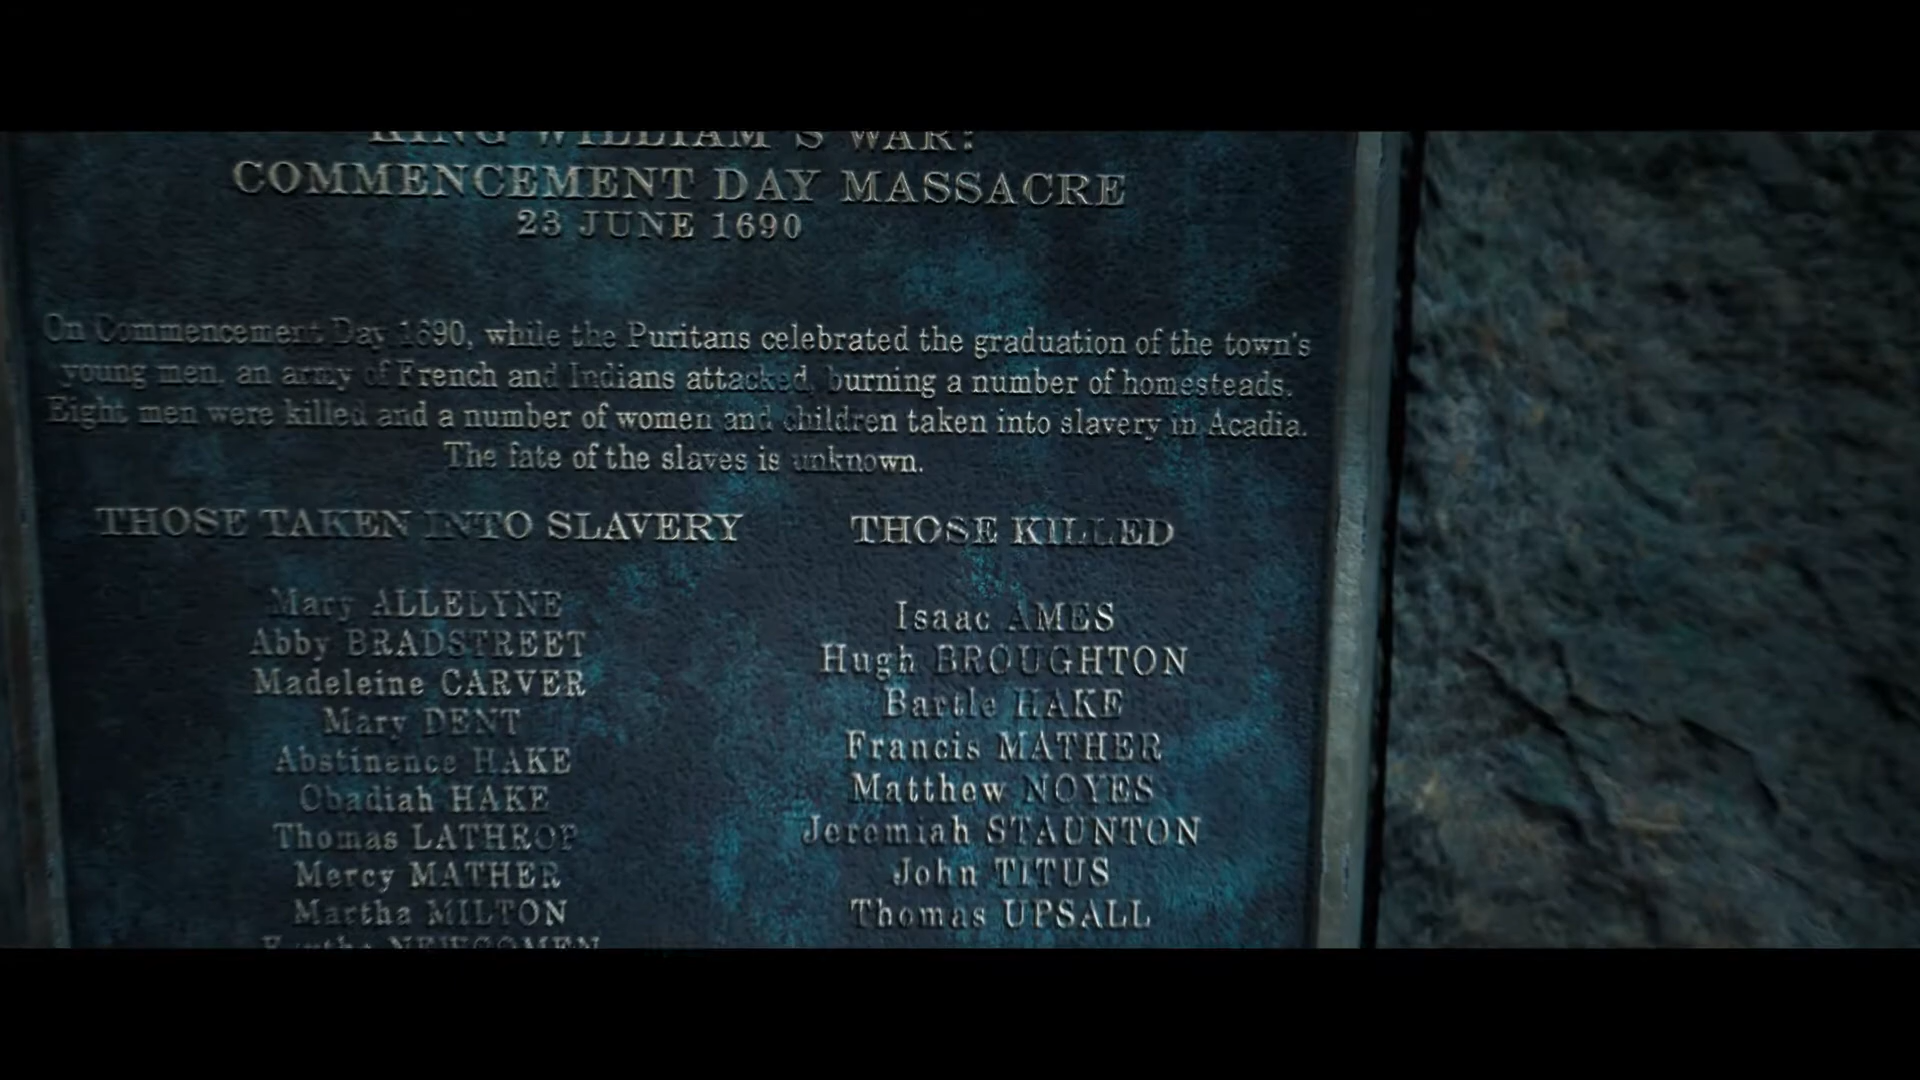 KING WILLIAM'S WAR:
COMMENCEMENT DAY MASSACRE
23 JUNE 1690
On Commencement Day 1690, while the Puritans celebrated the graduation of the town's
young men, an army of French and Indians attacked, burning a number of homesteads.
Eight men were killed and a number of women and children taken into slavery in Acadia.
The fate of the slaves is unknown.
THOSE TAKEN INTO SLAVERY
Mary ALLELYNE
Abby BRADSTREET
Madeleine CARVER
Mary DENT
Abstinence HAKE
Obadiah HAKE
Thomas LATHROP
Mercy MATHER
Martha MILTON
NEWCOMEN
THOSE KILLED
Isaac AMES
Hugh BROUGHTON
Bartle HAKE
Francis MATHER
Matthew NOYES
Jeremiah STAUNTON
John TITUS
Thomas UPSALL